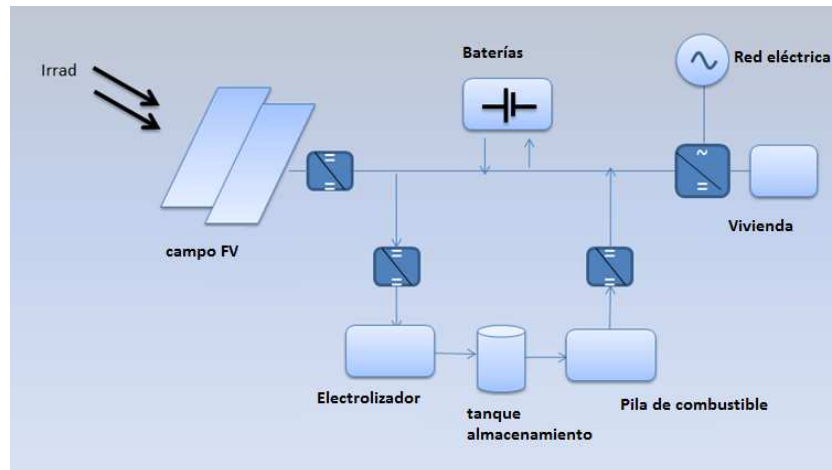 Irrad
Baterías
Red eléctrica
campo FV
Vivienda
Electrolizador
tanque
almacenamiento
Pila de combustible